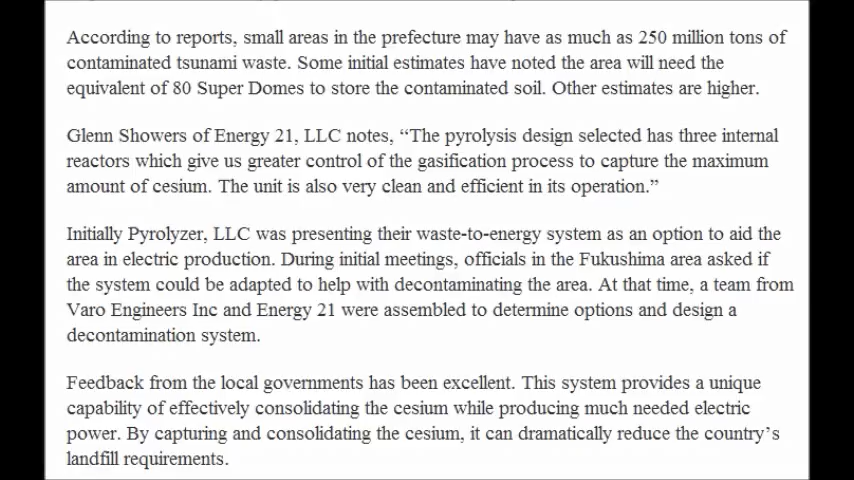 According to reports, small areas in the prefecture may have as much as 250 million tons of
contaminated tsunami waste. Some initial estimates have noted the area will need the
equivalent of 80 Super Domes to store the contaminated soil. Other estimates are higher.
Glenn Showers of Energy 21, LLC notes, “The pyrolysis design selected has three internal
reactors which give us greater control of the gasification process to capture the maximum
amount of cesium. The unit is also very clean and efficient in its operation.”
Initially Pyrolyzer, LLC was presenting their waste-to-energy system as an option to aid the
area in electric production. During initial meetings, officials in the Fukushima area asked if
the system could be adapted to help with decontaminating the area. At that time, a team from
Varo Engineers Inc and Energy 21 were assembled to determine options and design a
decontamination system.
Feedback from the local governments has been excellent. This system provides a unique
capability of effectively consolidating the cesium while producing much needed electric
power. By capturing and consolidating the cesium, it can dramatically reduce the country’s
landfill requirements.